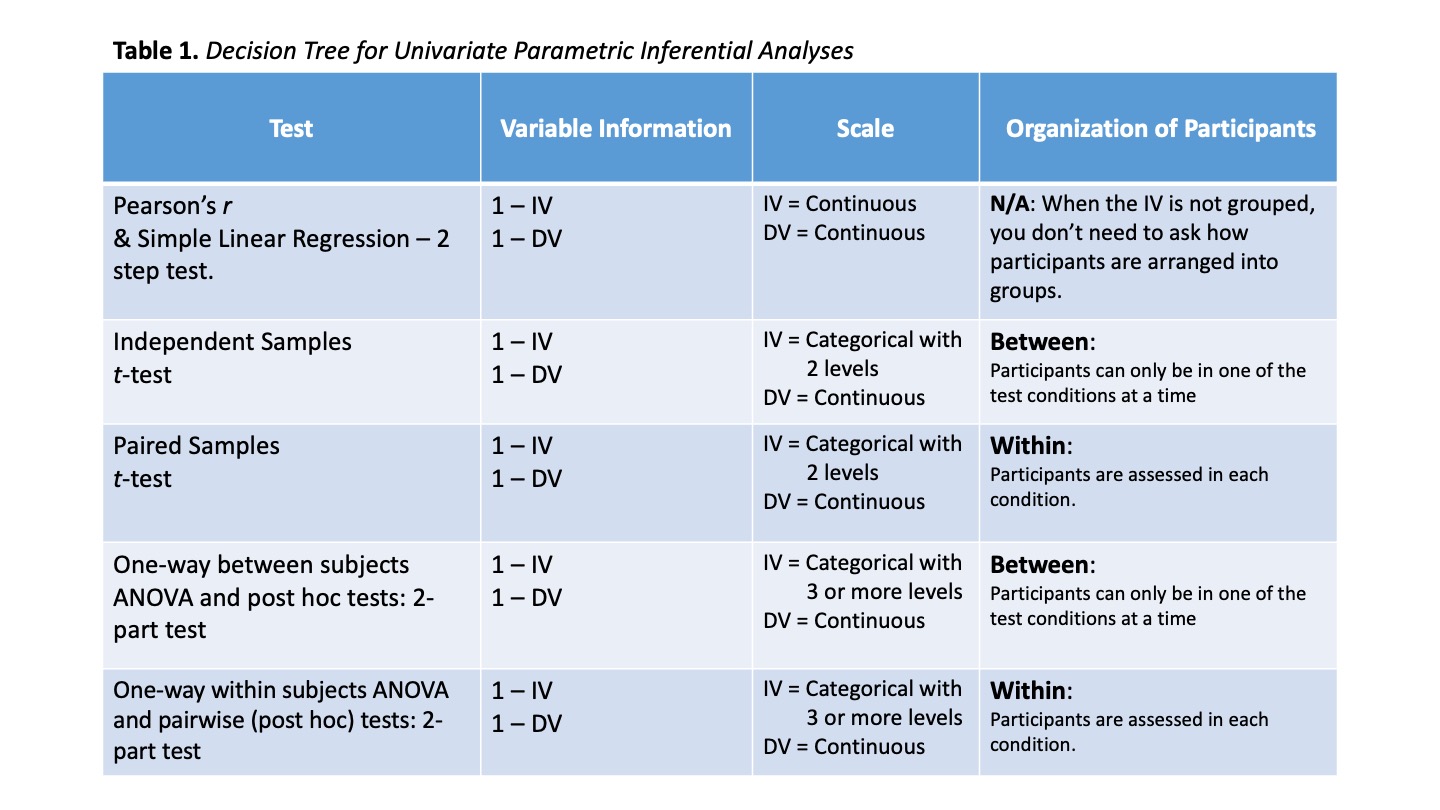 Table 1. Decision Tree for Univariate Parametric Inferential Analyses
Test
Variable Information
Scale
Organization of Participants
Pearson’s r
& Simple Linear Regression – 2
step test.
1 – IV
1 – DV
IV = Continuous
DV = Continuous
N/A: When the IV is not grouped,
you don’t need to ask how
participants are arranged into
groups.
Independent Samples
t-test
1 – IV
1 – DV
IV = Categorical with
2 levels
DV = Continuous
Between:
Participants can only be in one of the
test conditions at a time
Paired Samples
t-test
1 – IV
1 – DV
IV = Categorical with
2 levels
DV = Continuous
Within:
Participants are assessed in each
condition.
One-way between subjects
ANOVA and post hoc tests: 2-
part test
1 – IV
1 – DV
IV = Categorical with
3 or more levels
DV = Continuous
Between:
Participants can only be in one of the
test conditions at a time
One-way within subjects ANOVA
and pairwise (post hoc) tests: 2-
part test
1 – IV
1 – DV
IV = Categorical with
3 or more levels
DV = Continuous
Within:
Participants are assessed in each
condition.